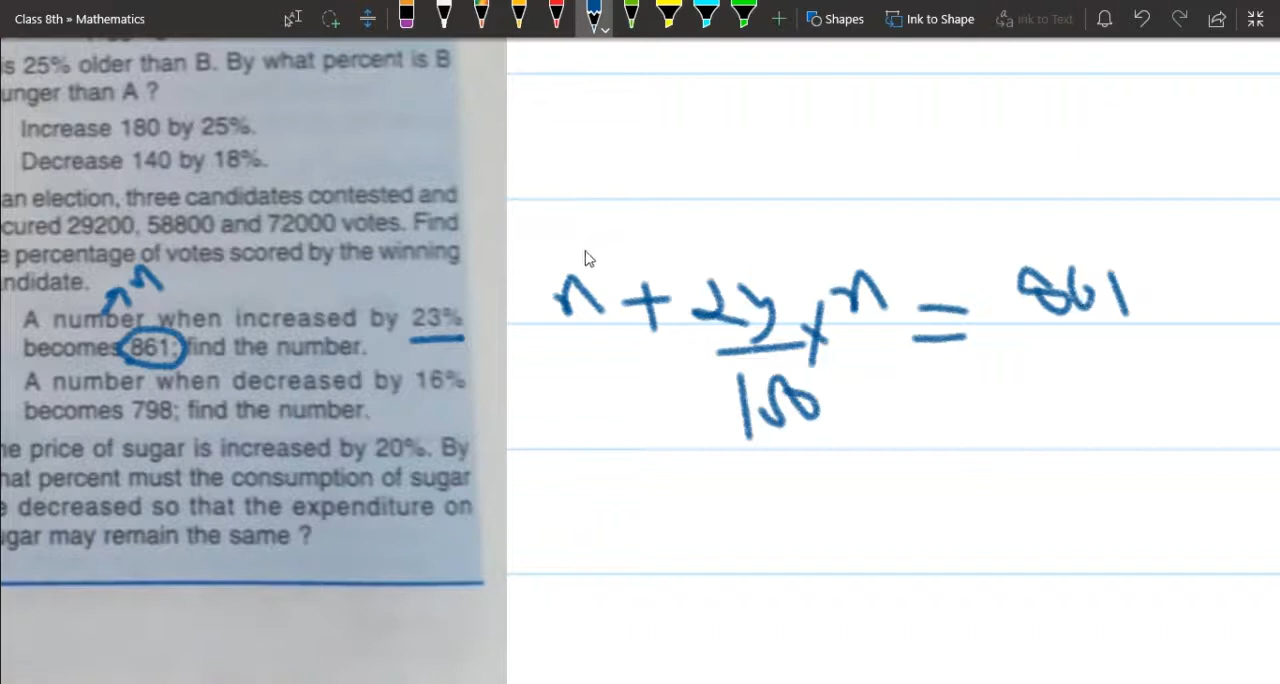 Class 8th » Mathematics
Shapes
Ink to Shape
Ink to Text
is 25% older than B. By what percent is B
unger than A ?
Increase 180 by 25%.
Decrease 140 by 18%.
an election, three candidates contested and
cured 29200, 58800 and 72000 votes. Find
e percentage of votes scored by the winning
ndidate.
n
A number when increased by 23%
becomes 861; find the number.
A number when decreased by 16%
becomes 798; find the number.
he price of sugar is increased by 20%. By
hat percent must the consumption of sugar
e decreased so that the expenditure on
ugar may remain the same ?
n + 23/100 × n = 861